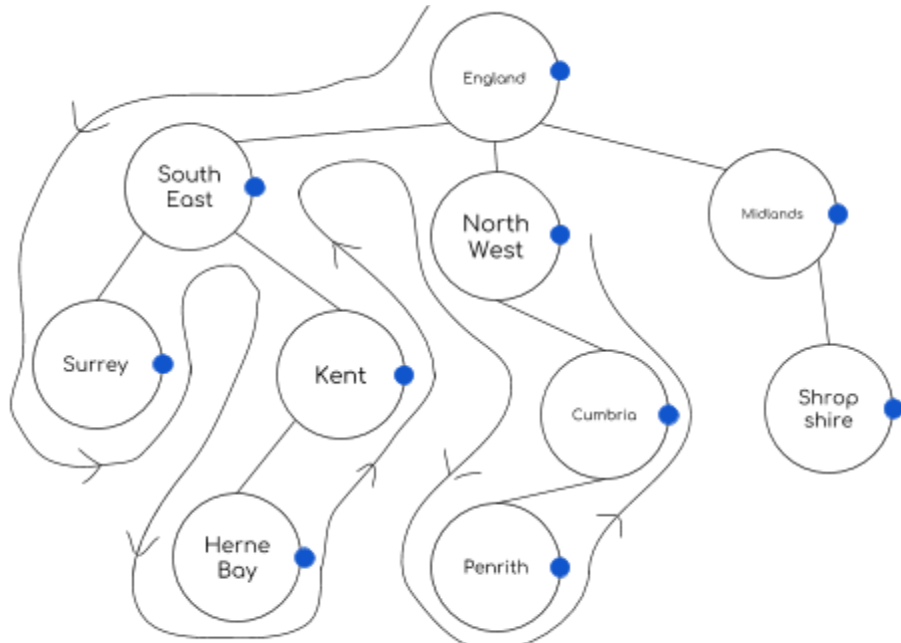 England
South
East
North
West
Midlands
Surrey
Kent
Cumbria
Shrop
shire
Herne
Bay
Penrith